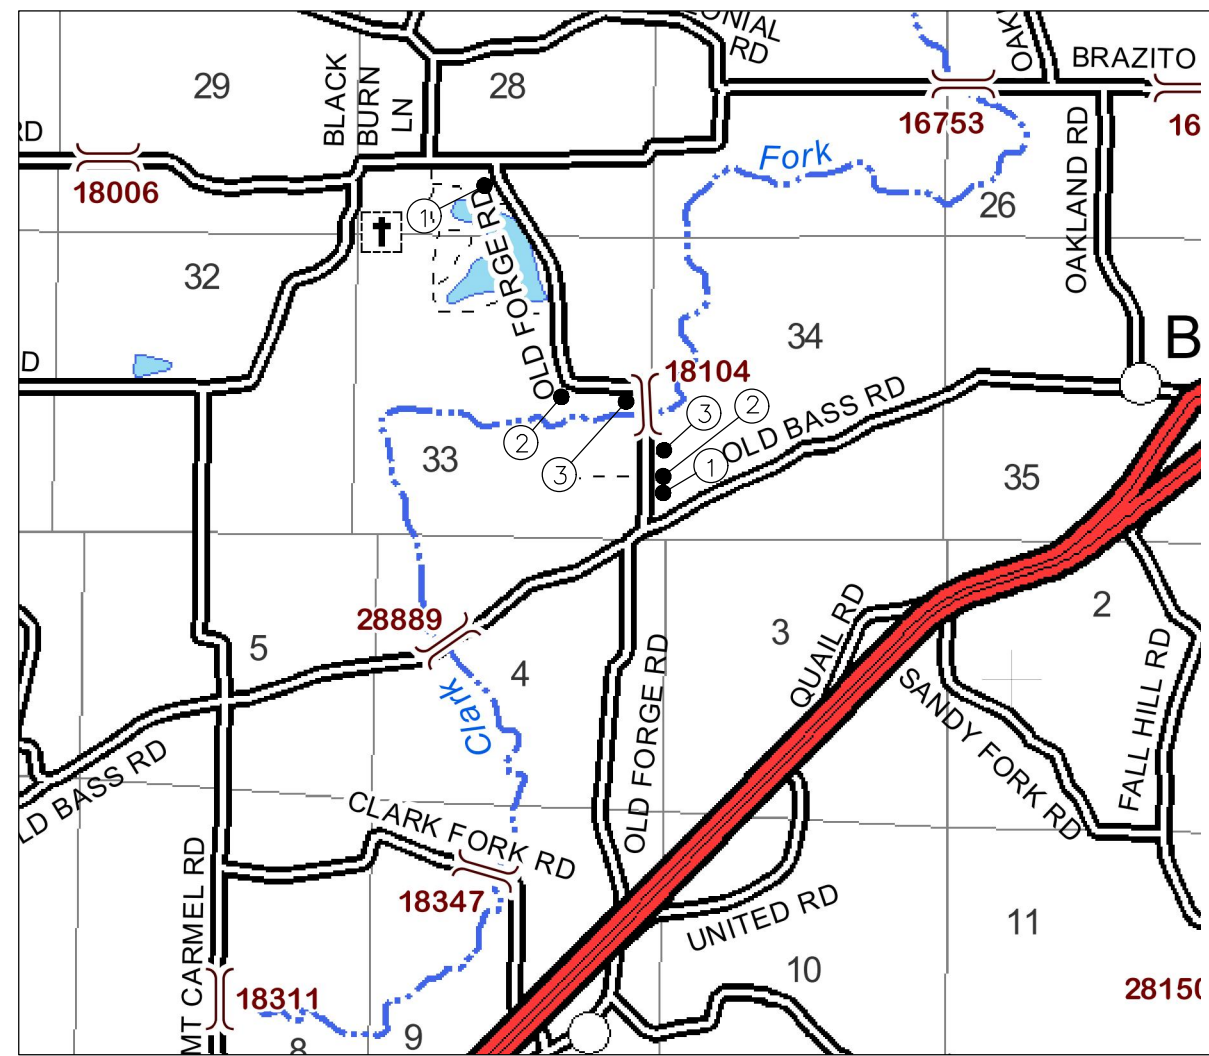 ONIAL
RD
OAK
BRAZITO
29
BLACK
BURN
LN
28
16753
16
RD
Fork
18006
26
OAKLAND RD
1
†
OLD FORGE RD
32
34
B
D
18104
3
2
OLD BASS RD
2
33
3
1
35
28889
5
4
3
2
QUAIL RD
Clark
OLD FORGE RD
SANDY FORK RD
FALL HILL RD
LD BASS RD
CLARK FORK RD
MT CARMEL RD
18347
UNITED RD
11
10
28150
18311
9
8